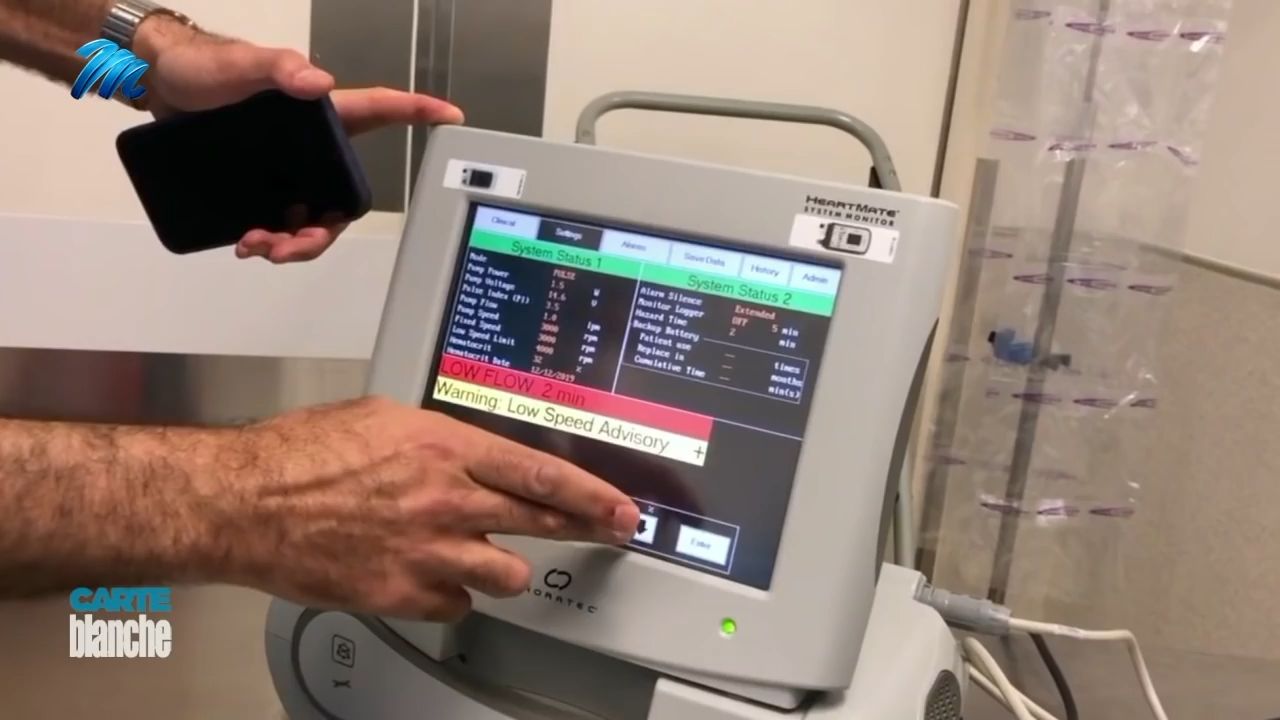 HEARTMATE
SYSTEM MONITOR
Clinical
Settings
Alarms
Save Data
History
Admin
System Status 1
Mode PULSE
Pump Power 1.5 W
Pump Voltage 14.6 V
Pulse Index (PI) 3.5
Pump Flow 1.0 lpm
Pump Speed 3000 rpm
Fixed Speed 3000 rpm
Low Speed Limit 4000 rpm
Hematocrit 32 %
Hematocrit Date 12/12/2019
System Status 2
Alarm Silence Extended
Monitor Logger OFF 5 min
Hazard Time 2 min
Backup Battery
Patient use -- times
Replace in -- months
Cumulative Time -- min(s)
LOW FLOW 2 min
Warning: Low Speed Advisory +
Enter
CARTE
blanche